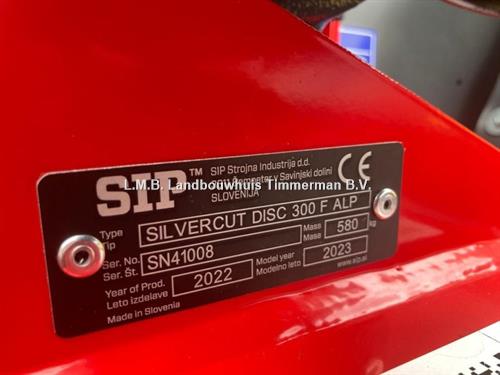 SIP™
SIP Strojna Industrija d.d.
Šempeter v Savinjski dolini
SLOVENIJA
CE
L.M.B. Landbouwhuis Timmerman B.V.
Type
Tip
SILVERCUT DISC 300 F ALP
Mass
Masa
580
kg
Ser. No.
Ser. Št.
SN41008
Model year
Modelno leto
2023
Year of Prod.
Leto izdelave
2022
www.sip.si
Made in Slovenia